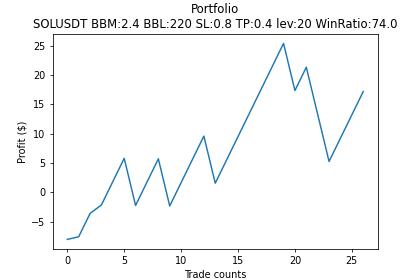 Portfolio
SOLUSDT BBM:2.4 BBL:220 SL:0.8 TP:0.4 lev:20 WinRatio:74.0
25
20
15
10
5
0
−5
Profit ($)
0 5 10 15 20 25
Trade counts